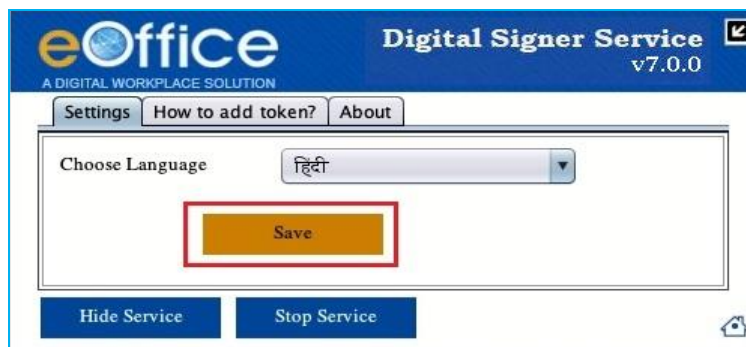 eOffice
A DIGITAL WORKPLACE SOLUTION
Digital Signer Service
v7.0.0
Settings How to add token? About
Choose Language हिंदी
Save
Hide Service Stop Service